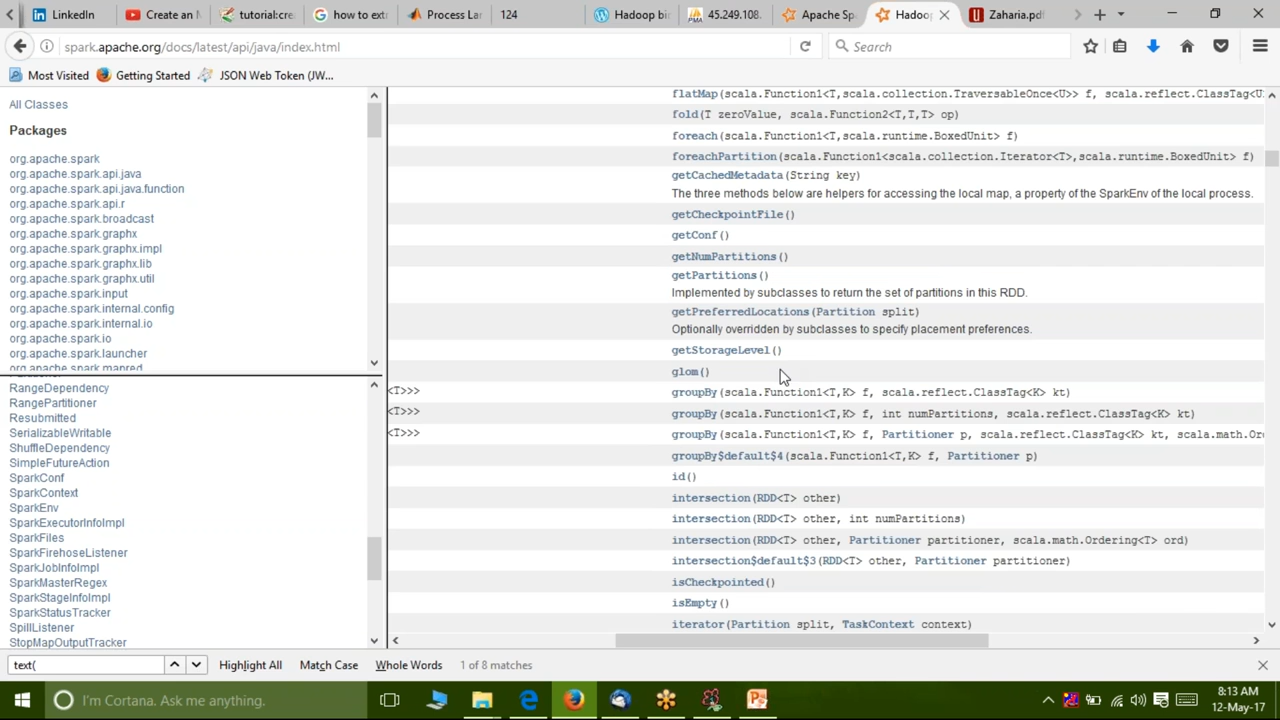 LinkedIn
Create an M
tutorial:cre
how to extr
Process Lar
124
Hadoop bin
45.249.108.
Apache Spa
Hadoop
Zaharia.pdf
spark.apache.org/docs/latest/api/java/index.html
Search
Most Visited
Getting Started
JSON Web Token (JW...
All Classes
Packages
org.apache.spark
org.apache.spark.api.java
org.apache.spark.api.java.function
org.apache.spark.api.r
org.apache.spark.broadcast
org.apache.spark.graphx
org.apache.spark.graphx.impl
org.apache.spark.graphx.lib
org.apache.spark.graphx.util
org.apache.spark.input
org.apache.spark.internal.config
org.apache.spark.internal.io
org.apache.spark.io
org.apache.spark.launcher
org.apache.spark.mapred
RangeDependency
RangePartitioner
Resubmitted
SerializableWritable
ShuffleDependency
SimpleFutureAction
SparkConf
SparkContext
SparkEnv
SparkExecutorInfoImpl
SparkFiles
SparkFirehoseListener
SparkJobInfoImpl
SparkMasterRegex
SparkStageInfoImpl
SparkStatusTracker
SpillListener
StopMapOutputTracker
flatMap(scala.Function1<T,scala.collection.TraversableOnce<U>> f, scala.reflect.ClassTag<U
fold(T zeroValue, scala.Function2<T,T,T> op)
foreach(scala.Function1<T,scala.runtime.BoxedUnit> f)
foreachPartition(scala.Function1<scala.collection.Iterator<T>,scala.runtime.BoxedUnit> f)
getCachedMetadata(String key)
The three methods below are helpers for accessing the local map, a property of the SparkEnv of the local process.
getCheckpointFile()
getConf()
getNumPartitions()
getPartitions()
Implemented by subclasses to return the set of partitions in this RDD.
getPreferredLocations(Partition split)
Optionally overridden by subclasses to specify placement preferences.
getStorageLevel()
glom()
<T>>> groupBy(scala.Function1<T,K> f, scala.reflect.ClassTag<K> kt)
<T>>> groupBy(scala.Function1<T,K> f, int numPartitions, scala.reflect.ClassTag<K> kt)
<T>>> groupBy(scala.Function1<T,K> f, Partitioner p, scala.reflect.ClassTag<K> kt, scala.math.Or
groupBy$default$4(scala.Function1<T,K> f, Partitioner p)
id()
intersection(RDD<T> other)
intersection(RDD<T> other, int numPartitions)
intersection(RDD<T> other, Partitioner partitioner, scala.math.Ordering<T> ord)
intersection$default$3(RDD<T> other, Partitioner partitioner)
isCheckpointed()
isEmpty()
iterator(Partition split, TaskContext context)
text(
Highlight All
Match Case
Whole Words
1 of 8 matches
I'm Cortana. Ask me anything.
8:13 AM
12-May-17